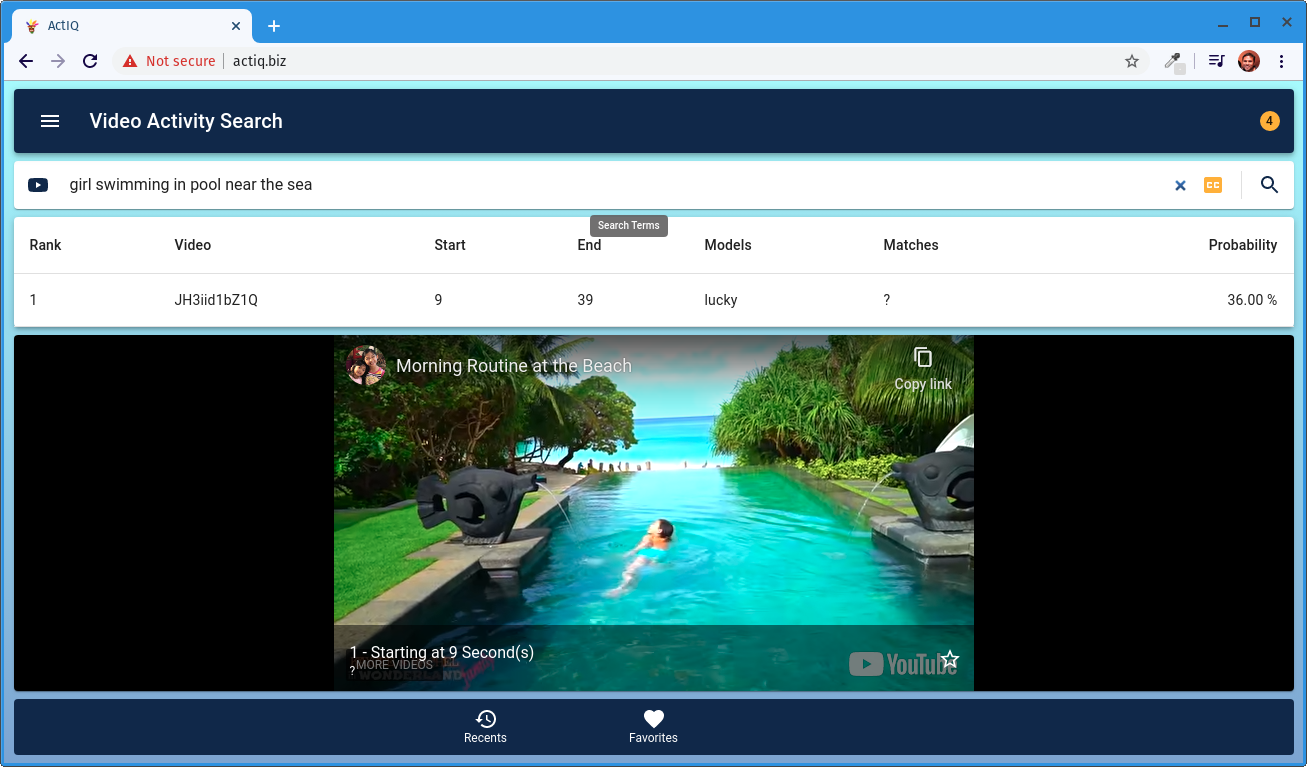 ActIQ
Not secure | actiq.biz
Video Activity Search
4
girl swimming in pool near the sea
CC
Search Terms
Rank Video Start End Models Matches Probability
1 JH3iid1bZ1Q 9 39 lucky ? 36.00 %
Morning Routine at the Beach
Copy link
1 - Starting at 9 Second(s)
? MORE VIDEOS
WONDERLAND
YouTube
Recents Favorites